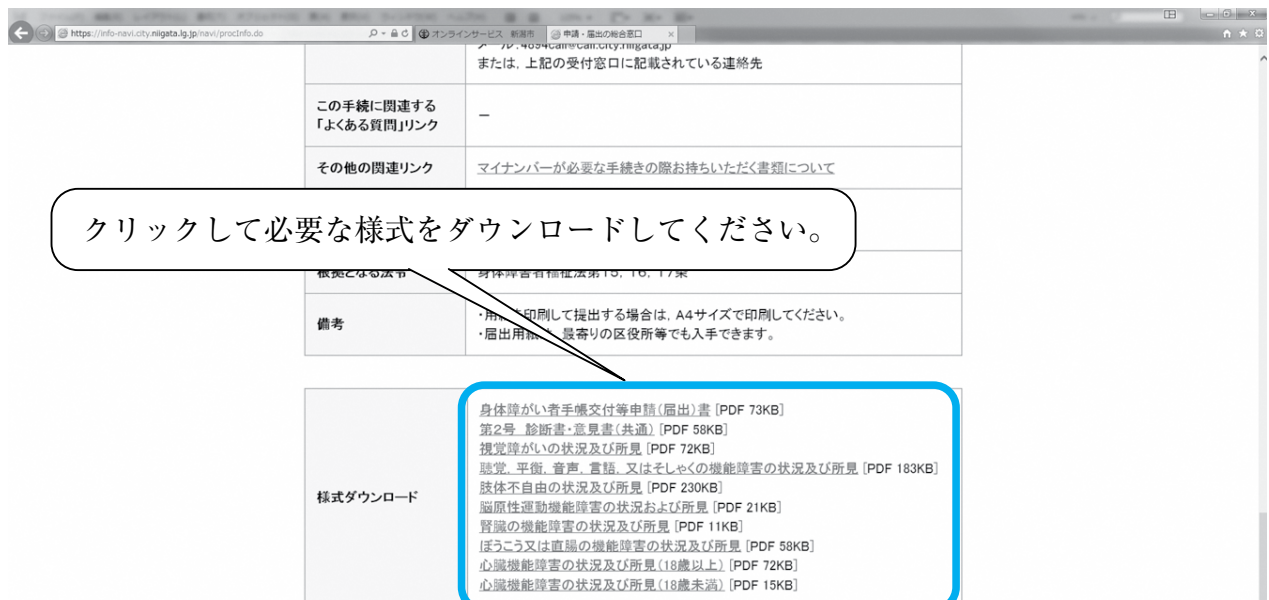 https://info-navi.city.niigata.lg.jp/navi/procInfo.do
オンラインサービス 新潟市
申請・届出の総合窓口
メール:4894call@call.city.niigata.jp
または, 上記の受付窓口に記載されている連絡先
この手続に関連する
「よくある質問」リンク
－
その他の関連リンク
マイナンバーが必要な手続きの際お持ちいただく書類について
クリックして必要な様式をダウンロードしてください。
根拠となる法令
身体障害者福祉法第15, 16, 17条
備考
・用紙を印刷して提出する場合は, A4サイズで印刷してください。
・届出用紙は, 最寄りの区役所等でも入手できます。
様式ダウンロード
身体障がい者手帳交付等申請(届出)書 [PDF 73KB]
第2号 診断書・意見書(共通) [PDF 58KB]
視覚障がいの状況及び所見 [PDF 72KB]
聴覚, 平衡, 音声, 言語, 又はそしゃくの機能障害の状況及び所見 [PDF 183KB]
肢体不自由の状況及び所見 [PDF 230KB]
脳原性運動機能障害の状況および所見 [PDF 21KB]
腎臓の機能障害の状況及び所見 [PDF 11KB]
ぼうこう又は直腸の機能障害の状況及び所見 [PDF 58KB]
心臓機能障害の状況及び所見(18歳以上) [PDF 72KB]
心臓機能障害の状況及び所見(18歳未満) [PDF 15KB]